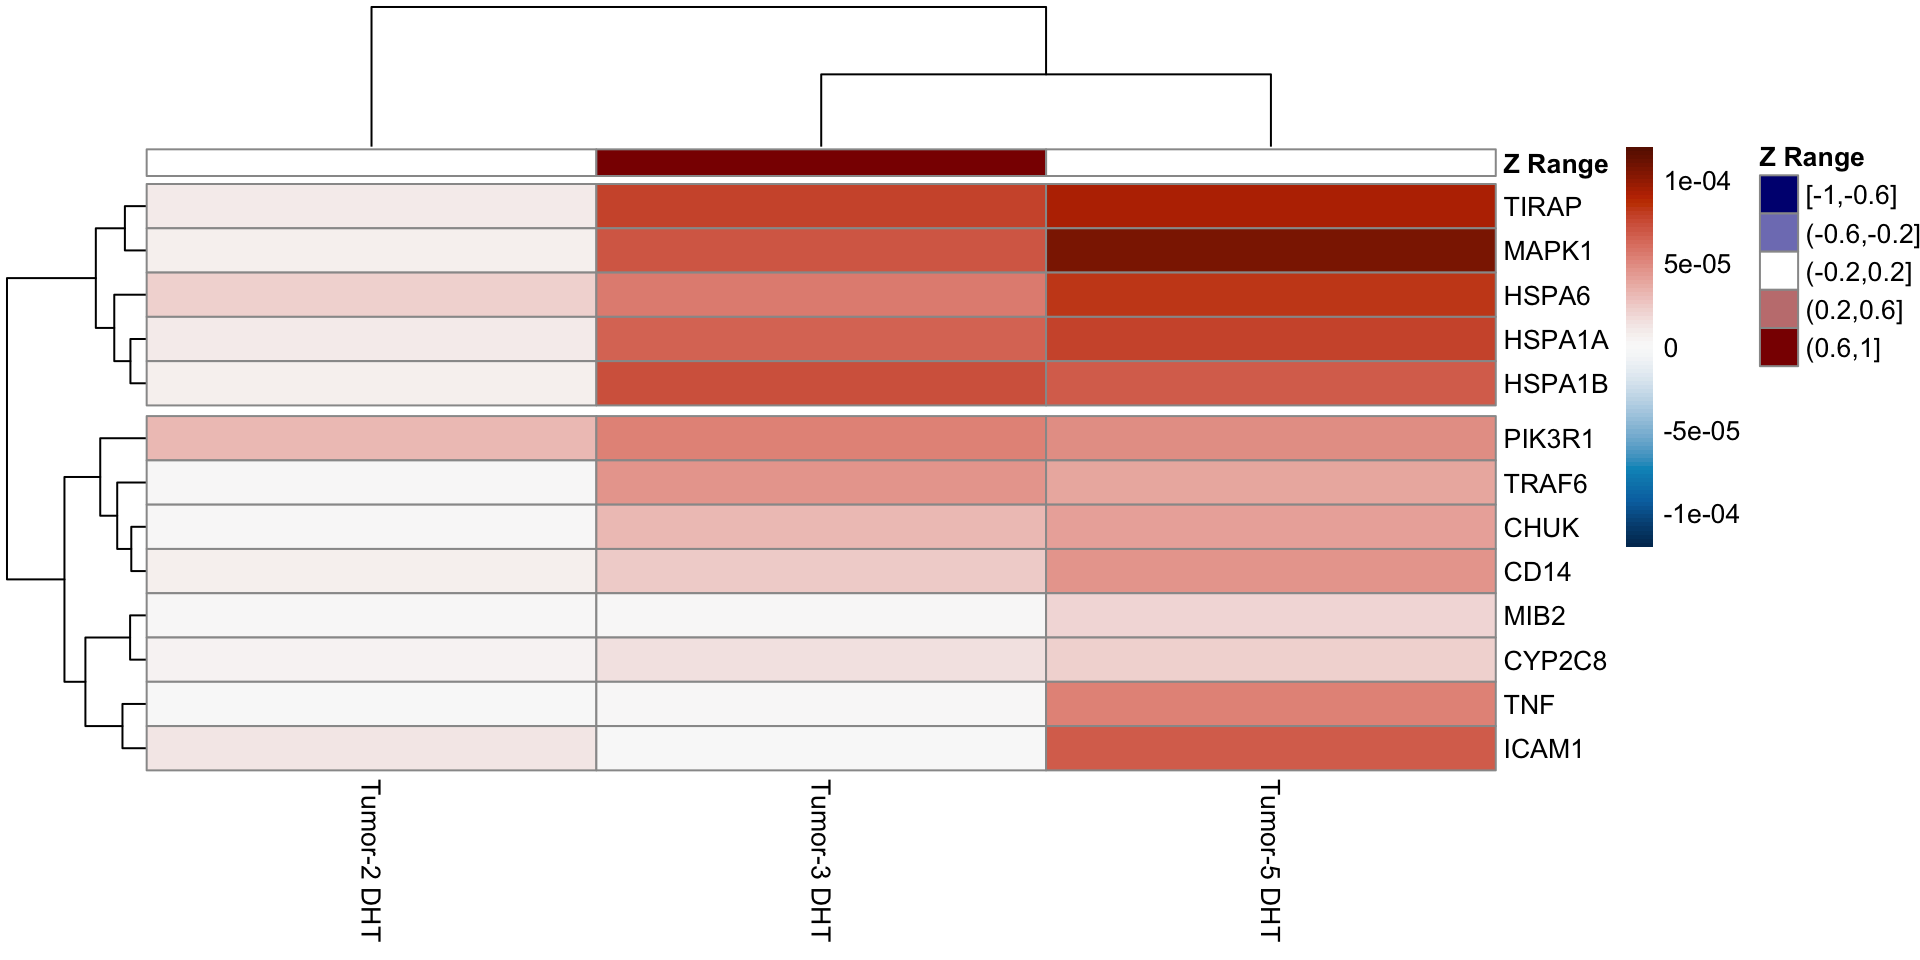 Z Range
TIRAP
MAPK1
HSPA6
HSPA1A
HSPA1B
PIK3R1
TRAF6
CHUK
CD14
MIB2
CYP2C8
TNF
ICAM1
Tumor-2 DHT
Tumor-3 DHT
Tumor-5 DHT
1e-04
5e-05
0
-5e-05
-1e-04
Z Range
[-1,-0.6]
(-0.6,-0.2]
(-0.2,0.2]
(0.2,0.6]
(0.6,1]